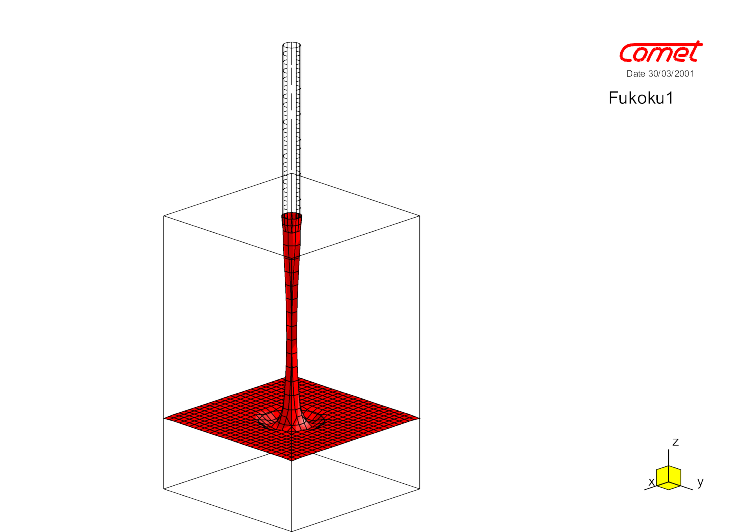 Comet
Date 30/03/2001
Fukoku1
z
x
y